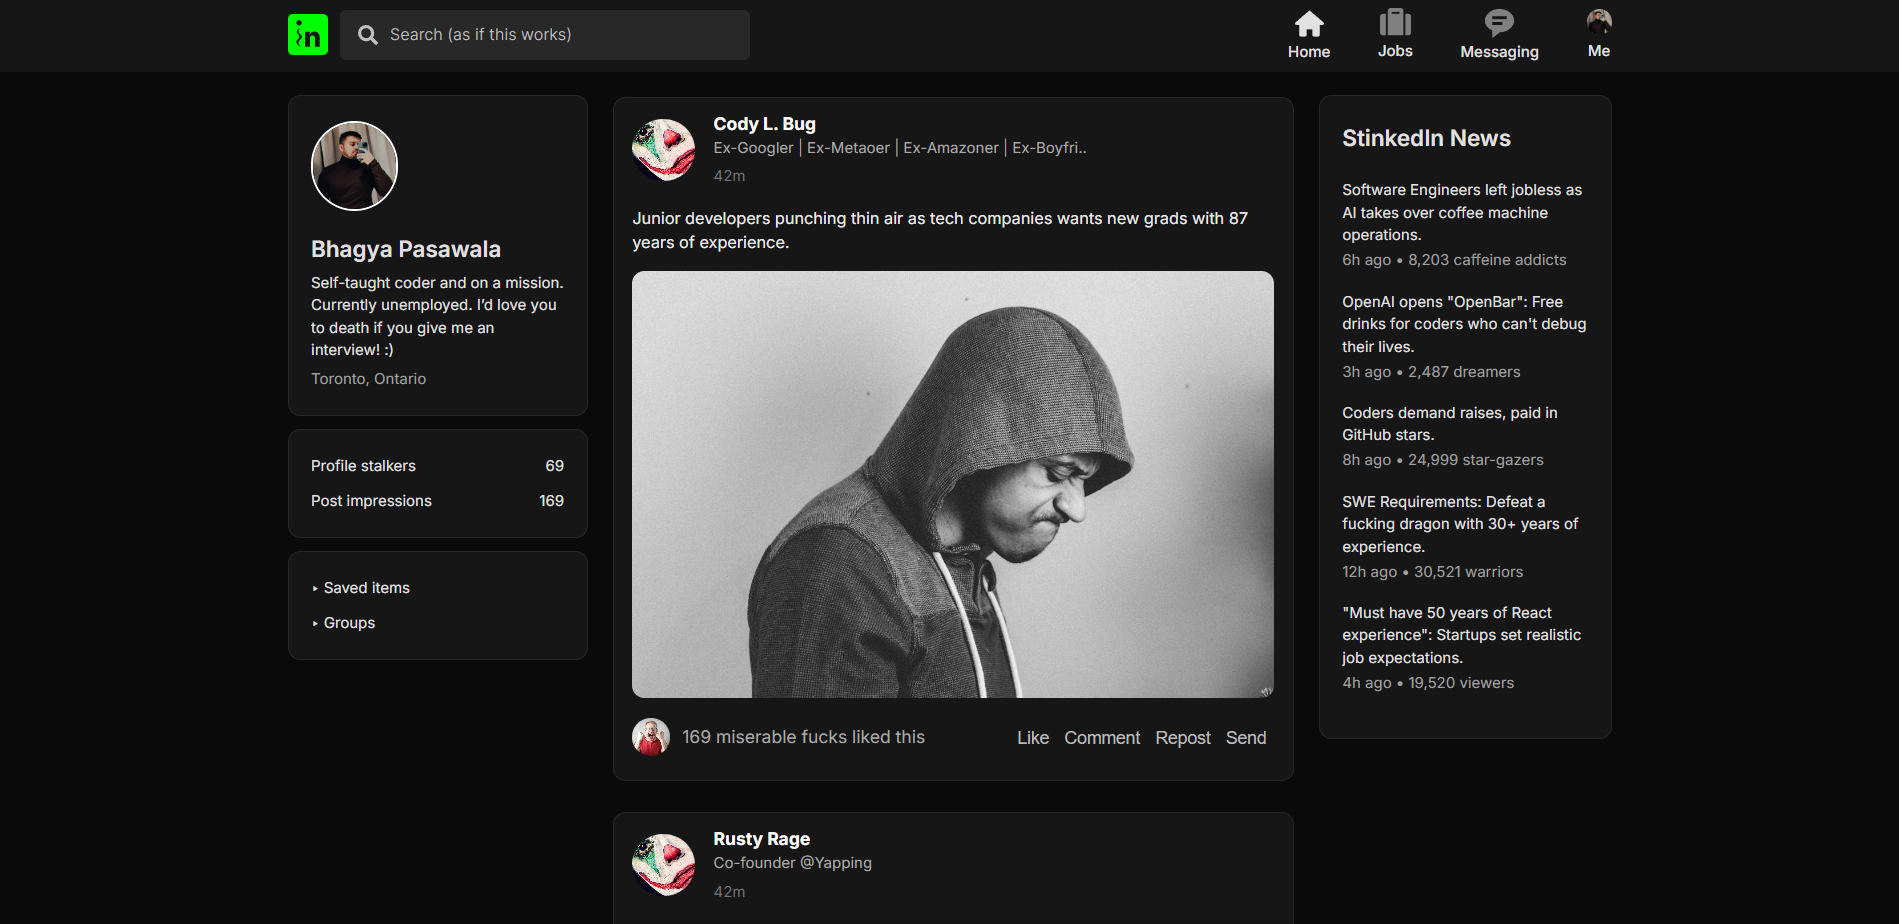 in
Search (as if this works)
Home
Jobs
Messaging
Me
Bhagya Pasawala
Self-taught coder and on a mission.
Currently unemployed. I'd love you
to death if you give me an
interview! :)
Toronto, Ontario
Profile stalkers 69
Post impressions 169
‣ Saved items
‣ Groups
Cody L. Bug
Ex-Googler | Ex-Metaoer | Ex-Amazoner | Ex-Boyfri..
42m
Junior developers punching thin air as tech companies wants new grads with 87
years of experience.
169 miserable fucks liked this
Like Comment Repost Send
Rusty Rage
Co-founder @Yapping
42m
StinkedIn News
Software Engineers left jobless as
AI takes over coffee machine
operations.
6h ago • 8,203 caffeine addicts
OpenAI opens "OpenBar": Free
drinks for coders who can't debug
their lives.
3h ago • 2,487 dreamers
Coders demand raises, paid in
GitHub stars.
8h ago • 24,999 star-gazers
SWE Requirements: Defeat a
fucking dragon with 30+ years of
experience.
12h ago • 30,521 warriors
"Must have 50 years of React
experience": Startups set realistic
job expectations.
4h ago • 19,520 viewers